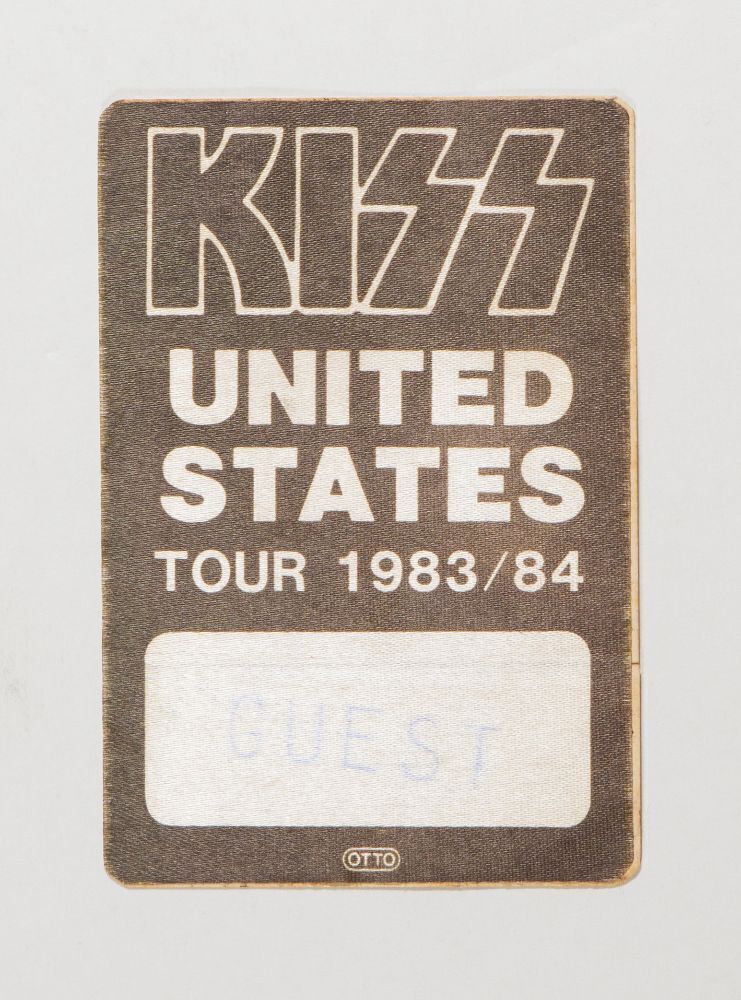 KISS
UNITED
STATES
TOUR 1983/84
GUEST
OTTO